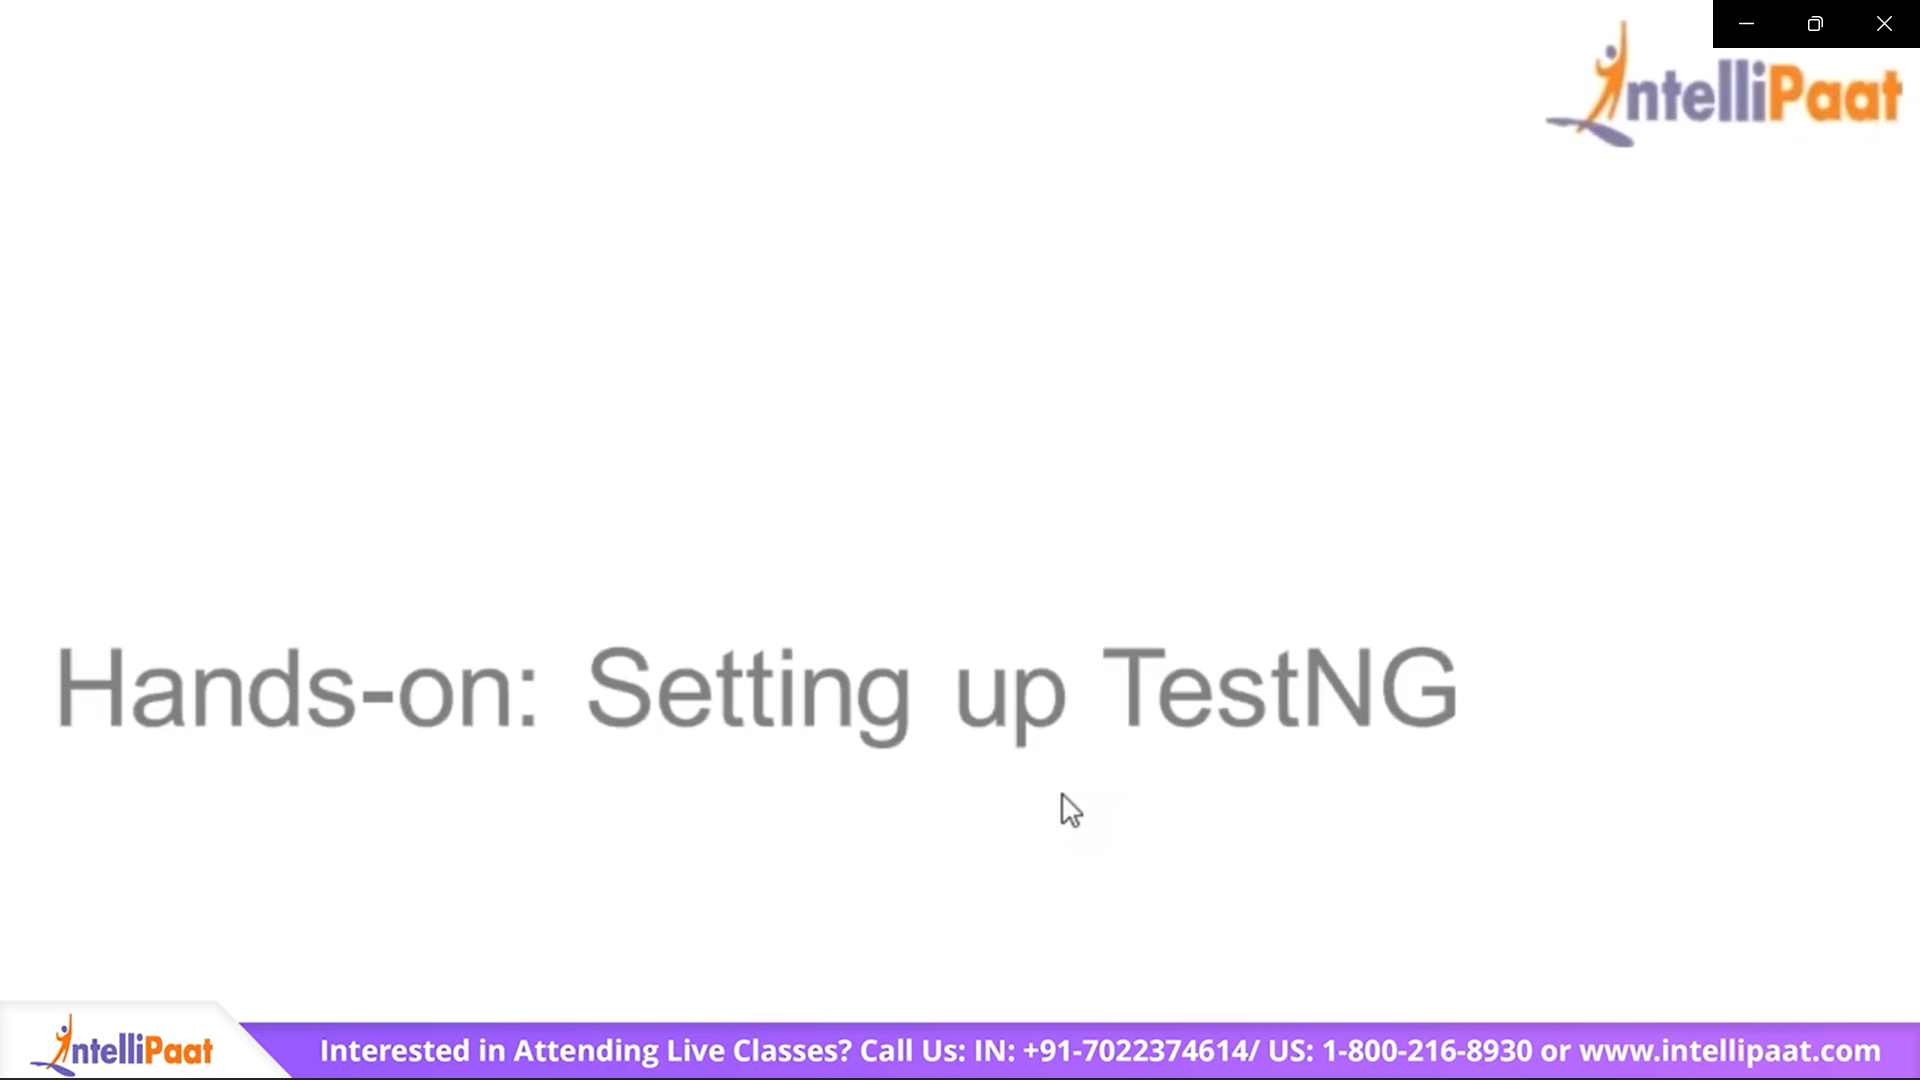 IntelliPaat
Hands-on: Setting up TestNG
IntelliPaat
Interested in Attending Live Classes? Call Us: IN: +91-7022374614/ US: 1-800-216-8930 or www.intellipaat.com